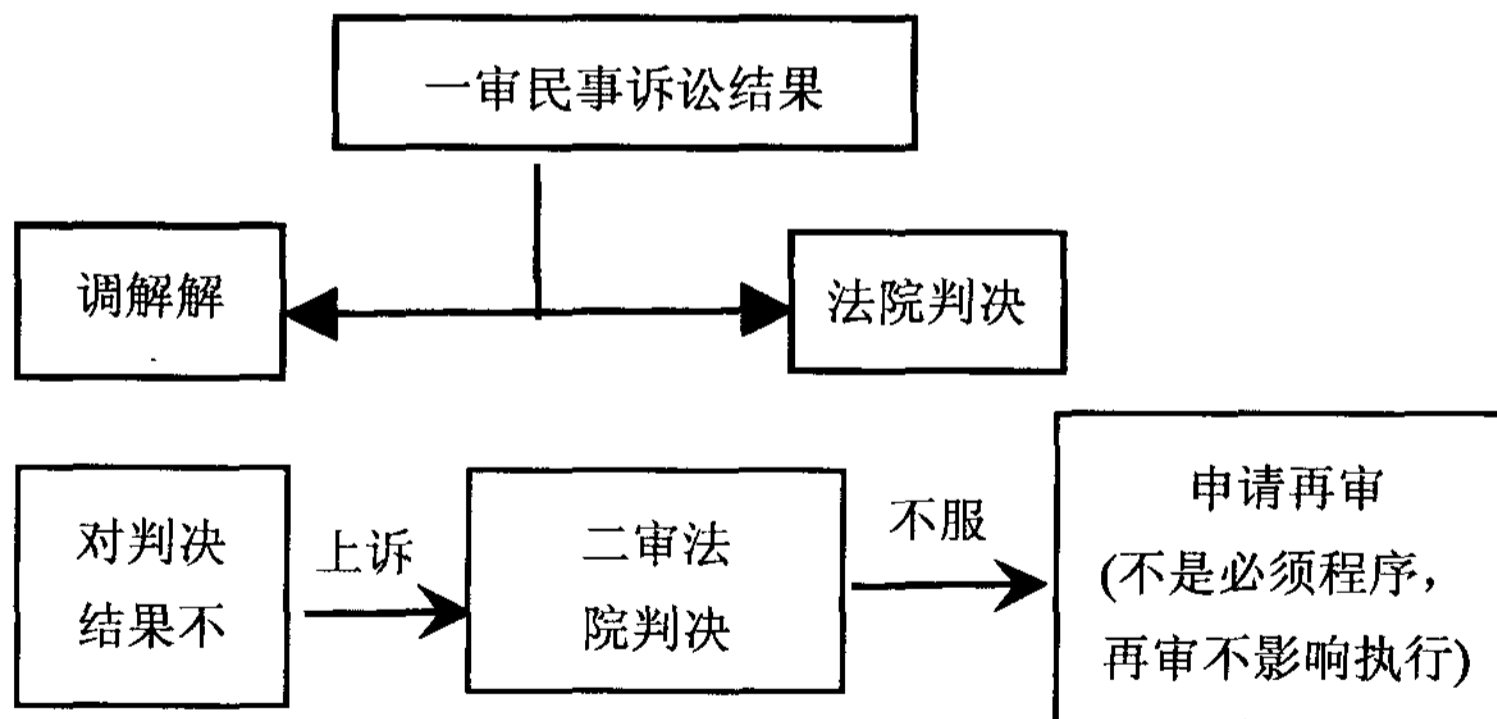 一审民事诉讼结果
调解解
法院判决
对判决
结果不
上诉
二审法
院判决
不服
申请再审
(不是必须程序，
再审不影响执行)